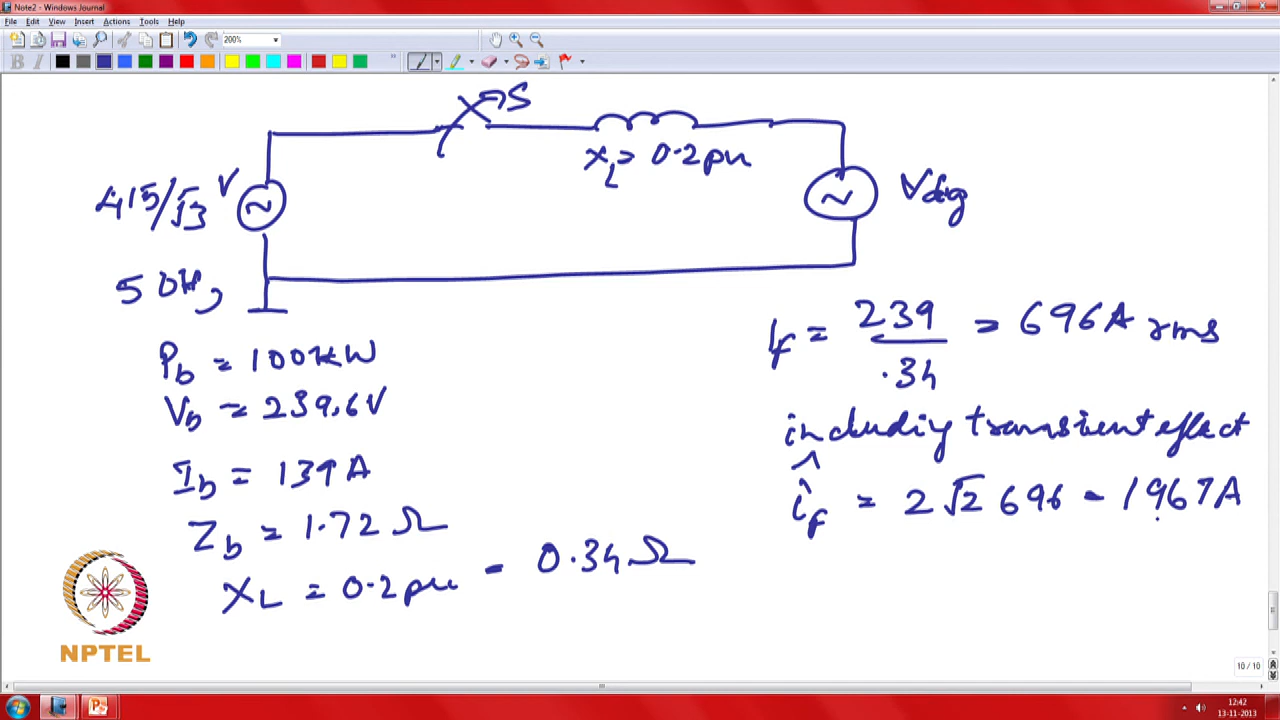 Note2 - Windows Journal
File Edit View Insert Actions Tools Help
200%
B I
S
X_L = 0.2pu
415/√3 V
Vdg
50Hz
P_b = 100kW
V_b = 239.6V
I_b = 139A
Z_b = 1.72 Ω
X_L = 0.2pu = 0.34 Ω
I_f = 239/.34 = 696A rms
including transient effect
î_f = 2√2 696 = 1967A
NPTEL
10 / 10
12:42
13-11-2013